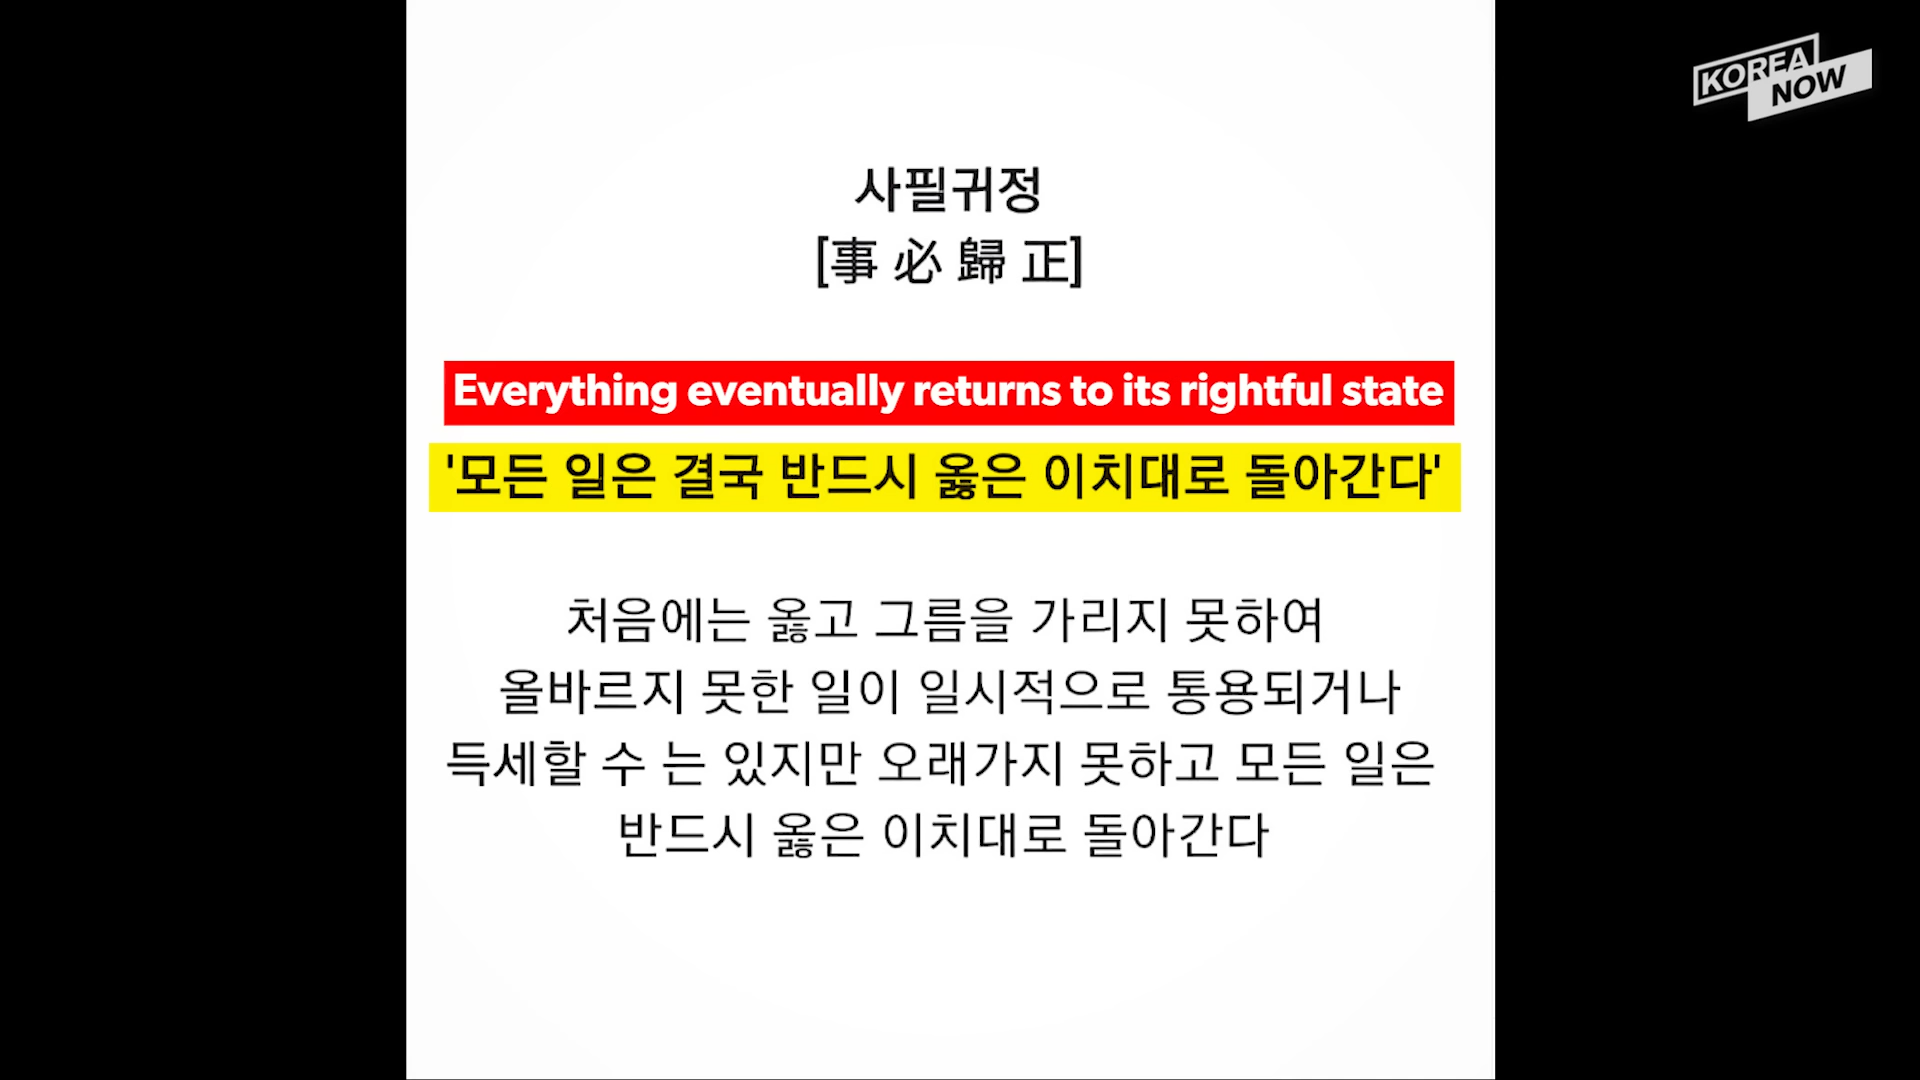 KOREA
NOW
사필귀정
[事 必 歸 正]
Everything eventually returns to its rightful state
'모든 일은 결국 반드시 옳은 이치대로 돌아간다'
처음에는 옳고 그름을 가리지 못하여
올바르지 못한 일이 일시적으로 통용되거나
득세할 수 는 있지만 오래가지 못하고 모든 일은
반드시 옳은 이치대로 돌아간다